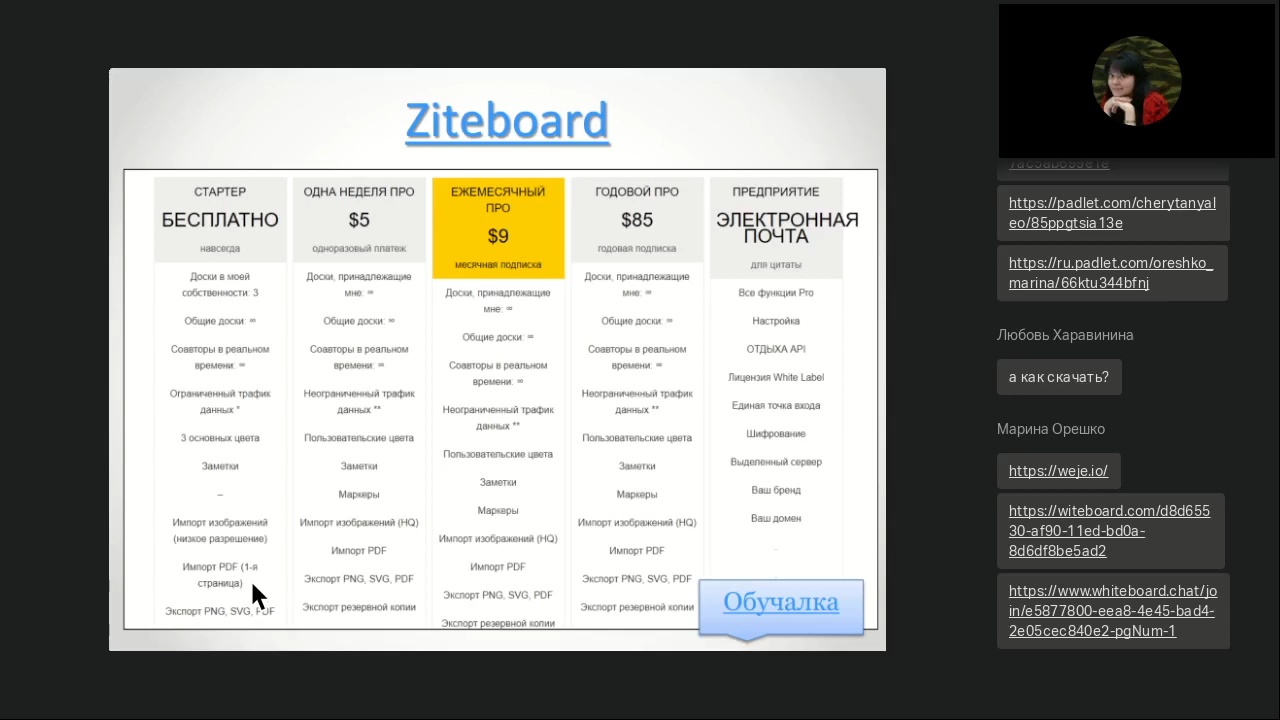 Ziteboard
СТАРТЕР
БЕСПЛАТНО
навсегда
Доски в моей
собственности: 3
Общие доски: ∞
Соавторы в реальном
времени: ∞
Ограниченный трафик
данных *
3 основных цвета
Заметки
–
Импорт изображений
(низкое разрешение)
Импорт PDF (1-я
страница)
Экспорт PNG, SVG, PDF
ОДНА НЕДЕЛЯ ПРО
$5
одноразовый платеж
Доски, принадлежащие
мне: ∞
Общие доски: ∞
Соавторы в реальном
времени: ∞
Неограниченный трафик
данных **
Пользовательские цвета
Заметки
Маркеры
Импорт изображений (HQ)
Импорт PDF
Экспорт PNG, SVG, PDF
Экспорт резервной копии
ЕЖЕМЕСЯЧНЫЙ
ПРО
$9
месячная подписка
Доски, принадлежащие
мне: ∞
Общие доски: ∞
Соавторы в реальном
времени: ∞
Неограниченный трафик
данных **
Пользовательские цвета
Заметки
Маркеры
Импорт изображений (HQ)
Импорт PDF
Экспорт PNG, SVG, PDF
Экспорт резервной копии
ГОДОВОЙ ПРО
$85
годовая подписка
Доски, принадлежащие
мне: ∞
Общие доски: ∞
Соавторы в реальном
времени: ∞
Неограниченный трафик
данных **
Пользовательские цвета
Заметки
Маркеры
Импорт изображений (HQ)
Импорт PDF
Экспорт PNG, SVG, PDF
Экспорт резервной копии
ПРЕДПРИЯТИЕ
ЭЛЕКТРОННАЯ
ПОЧТА
для цитаты
Все функции Pro
Настройка
ОТДЫХА API
Лицензия White Label
Единая точка входа
Шифрование
Выделенный сервер
Ваш бренд
Ваш домен
Обучалка
https://padlet.com/cherytanyal
eo/85ppgtsia13e
https://ru.padlet.com/oreshko_
marina/66ktu344bfnj
Любовь Харавинина
а как скачать?
Марина Орешко
https://weje.io/
https://witeboard.com/d8d655
30-af90-11ed-bd0a-
8d6df8be5ad2
https://www.whiteboard.chat/jo
in/e5877800-eea8-4e45-bad4-
2e05cec840e2-pgNum-1